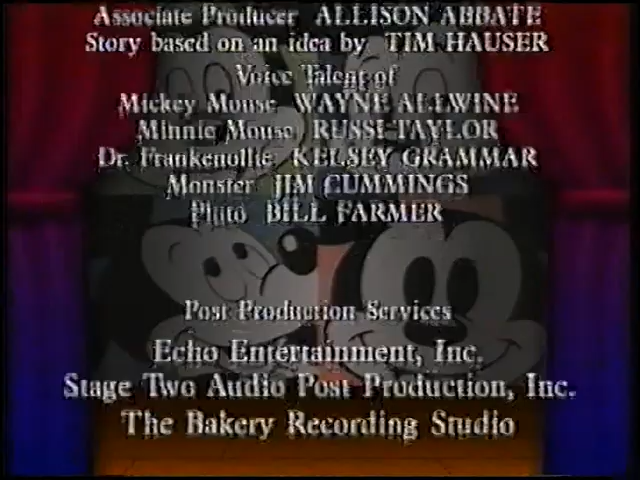 Associate Producer ALLISON ABBATE
Story based on an idea by TIM HAUSER
Voice Talent of
Mickey Mouse WAYNE ALLWINE
Minnie Mouse RUSSI TAYLOR
Dr. Frankenollie KELSEY GRAMMAR
Monster JIM CUMMINGS
Pluto BILL FARMER
Post Production Services
Echo Entertainment, Inc.
Stage Two Audio Post Production, Inc.
The Bakery Recording Studio